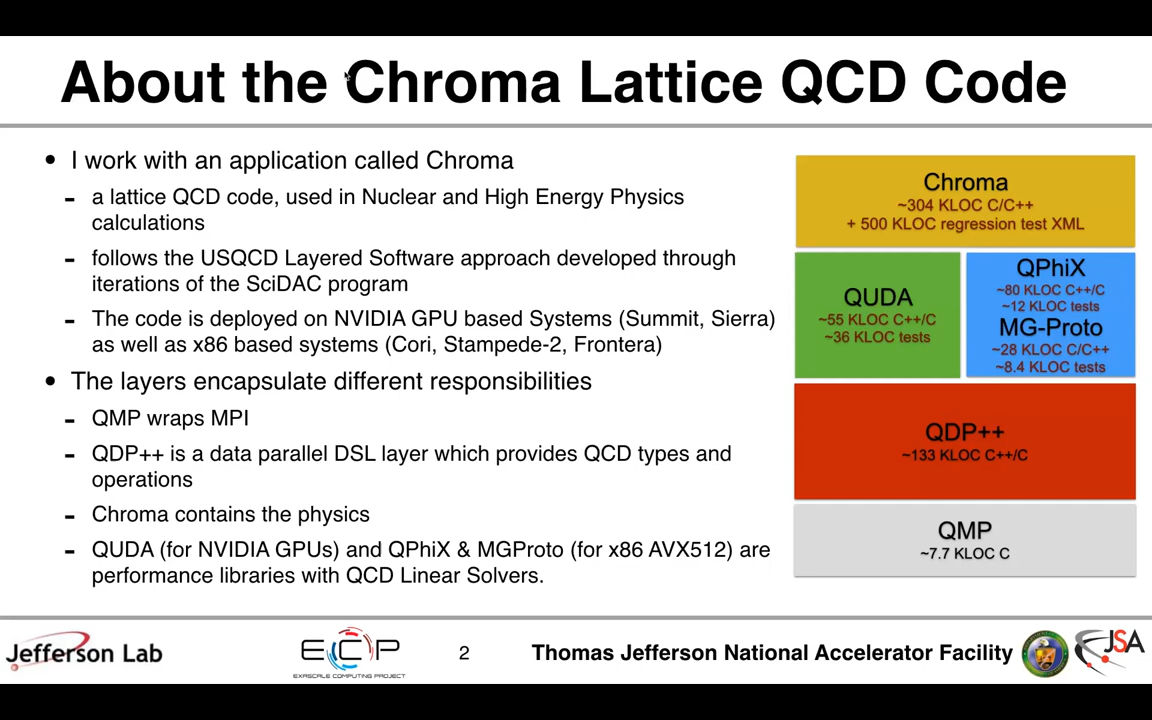 About the Chroma Lattice QCD Code
• I work with an application called Chroma
- a lattice QCD code, used in Nuclear and High Energy Physics
calculations
- follows the USQCD Layered Software approach developed through
iterations of the SciDAC program
- The code is deployed on NVIDIA GPU based Systems (Summit, Sierra)
as well as x86 based systems (Cori, Stampede-2, Frontera)
• The layers encapsulate different responsibilities
- QMP wraps MPI
- QDP++ is a data parallel DSL layer which provides QCD types and
operations
- Chroma contains the physics
- QUDA (for NVIDIA GPUs) and QPhiX & MGProto (for x86 AVX512) are
performance libraries with QCD Linear Solvers.
Chroma
~304 KLOC C/C++
+ 500 KLOC regression test XML
QUDA
~55 KLOC C++/C
~36 KLOC tests
QPhiX
~80 KLOC C++/C
~12 KLOC tests
MG-Proto
~28 KLOC C/C++
~8.4 KLOC tests
QDP++
~133 KLOC C++/C
QMP
~7.7 KLOC C
Jefferson Lab
ECP
EXASCALE COMPUTING PROJECT
2
Thomas Jefferson National Accelerator Facility
JSA